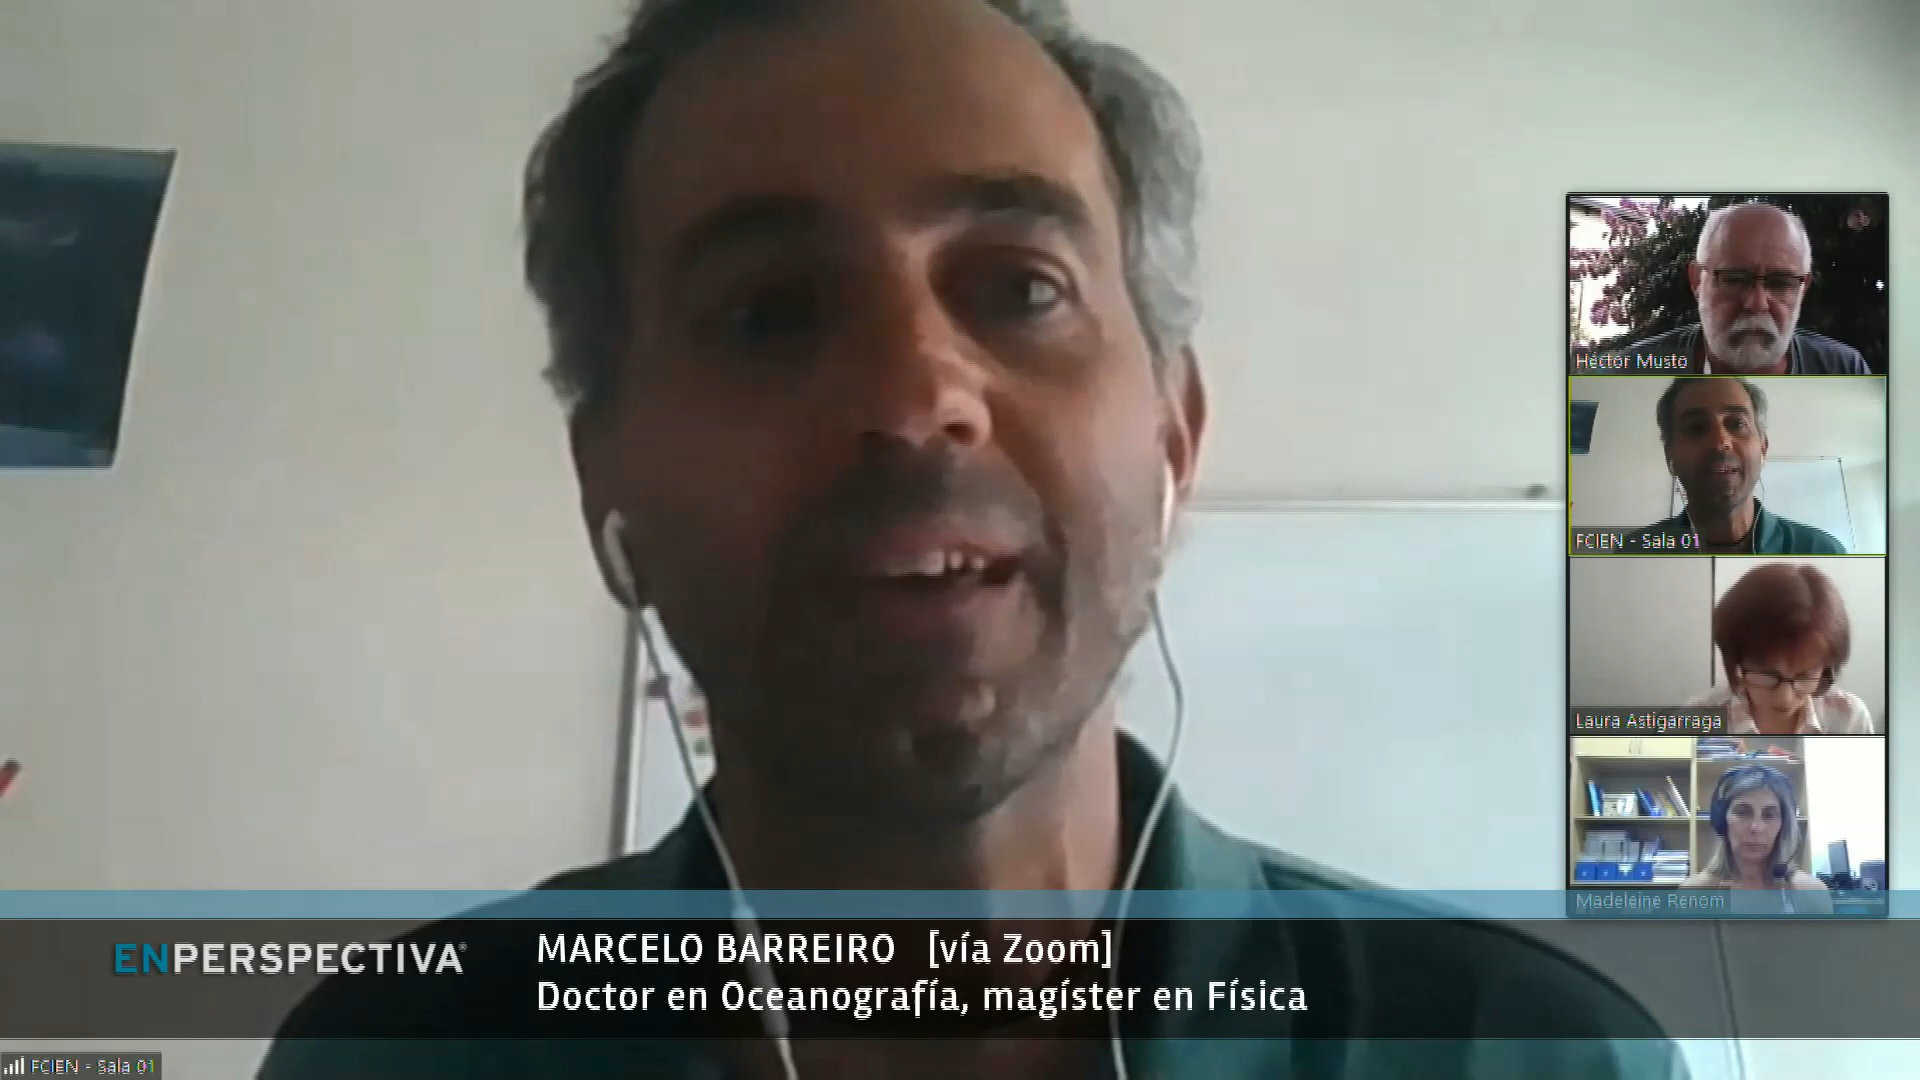 Héctor Musto
FCIEN - Sala 01
Laura Astigarraga
Madeleine Renom
ENPERSPECTIVA®
MARCELO BARREIRO [vía Zoom]
Doctor en Oceanografía, magíster en Física
FCIEN - Sala 01